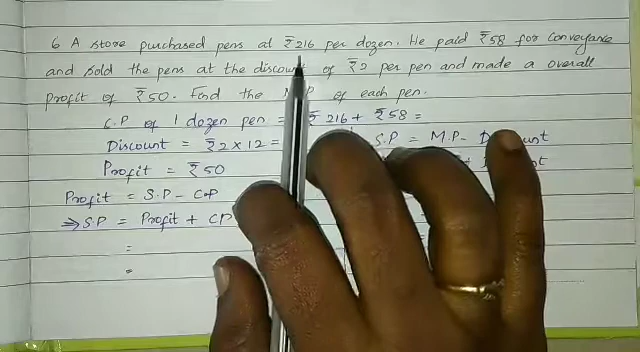 6 A store purchased pens at ₹216 per dozen. He paid ₹58 for conveyance
and sold the pens at the discount of ₹2 per pen and made a overall
profit of ₹50. Find the M.P of each pen.
C.P of 1 dozen pen = ₹ 216 + ₹58 =
Discount = ₹2 × 12 = S.P = M.P - Discount
Profit = ₹50
Profit = S.P - C.P
⇒ S.P = Profit + CP
=
=